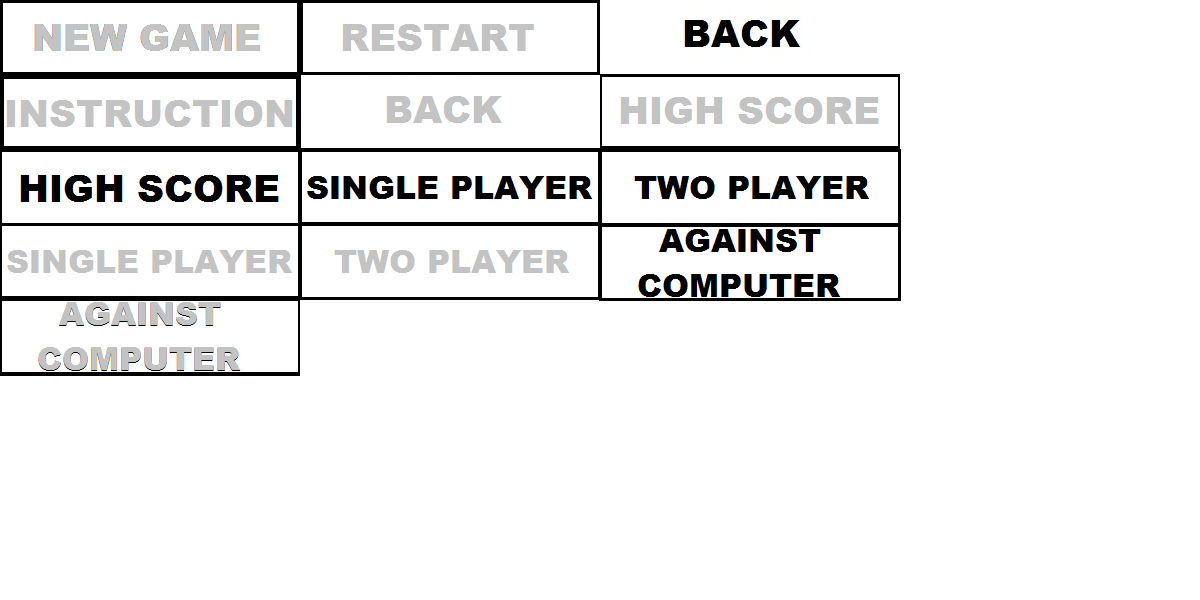 NEW GAME
RESTART
BACK
INSTRUCTION
BACK
HIGH SCORE
HIGH SCORE
SINGLE PLAYER
TWO PLAYER
SINGLE PLAYER
TWO PLAYER
AGAINST
COMPUTER
AGAINST
COMPUTER